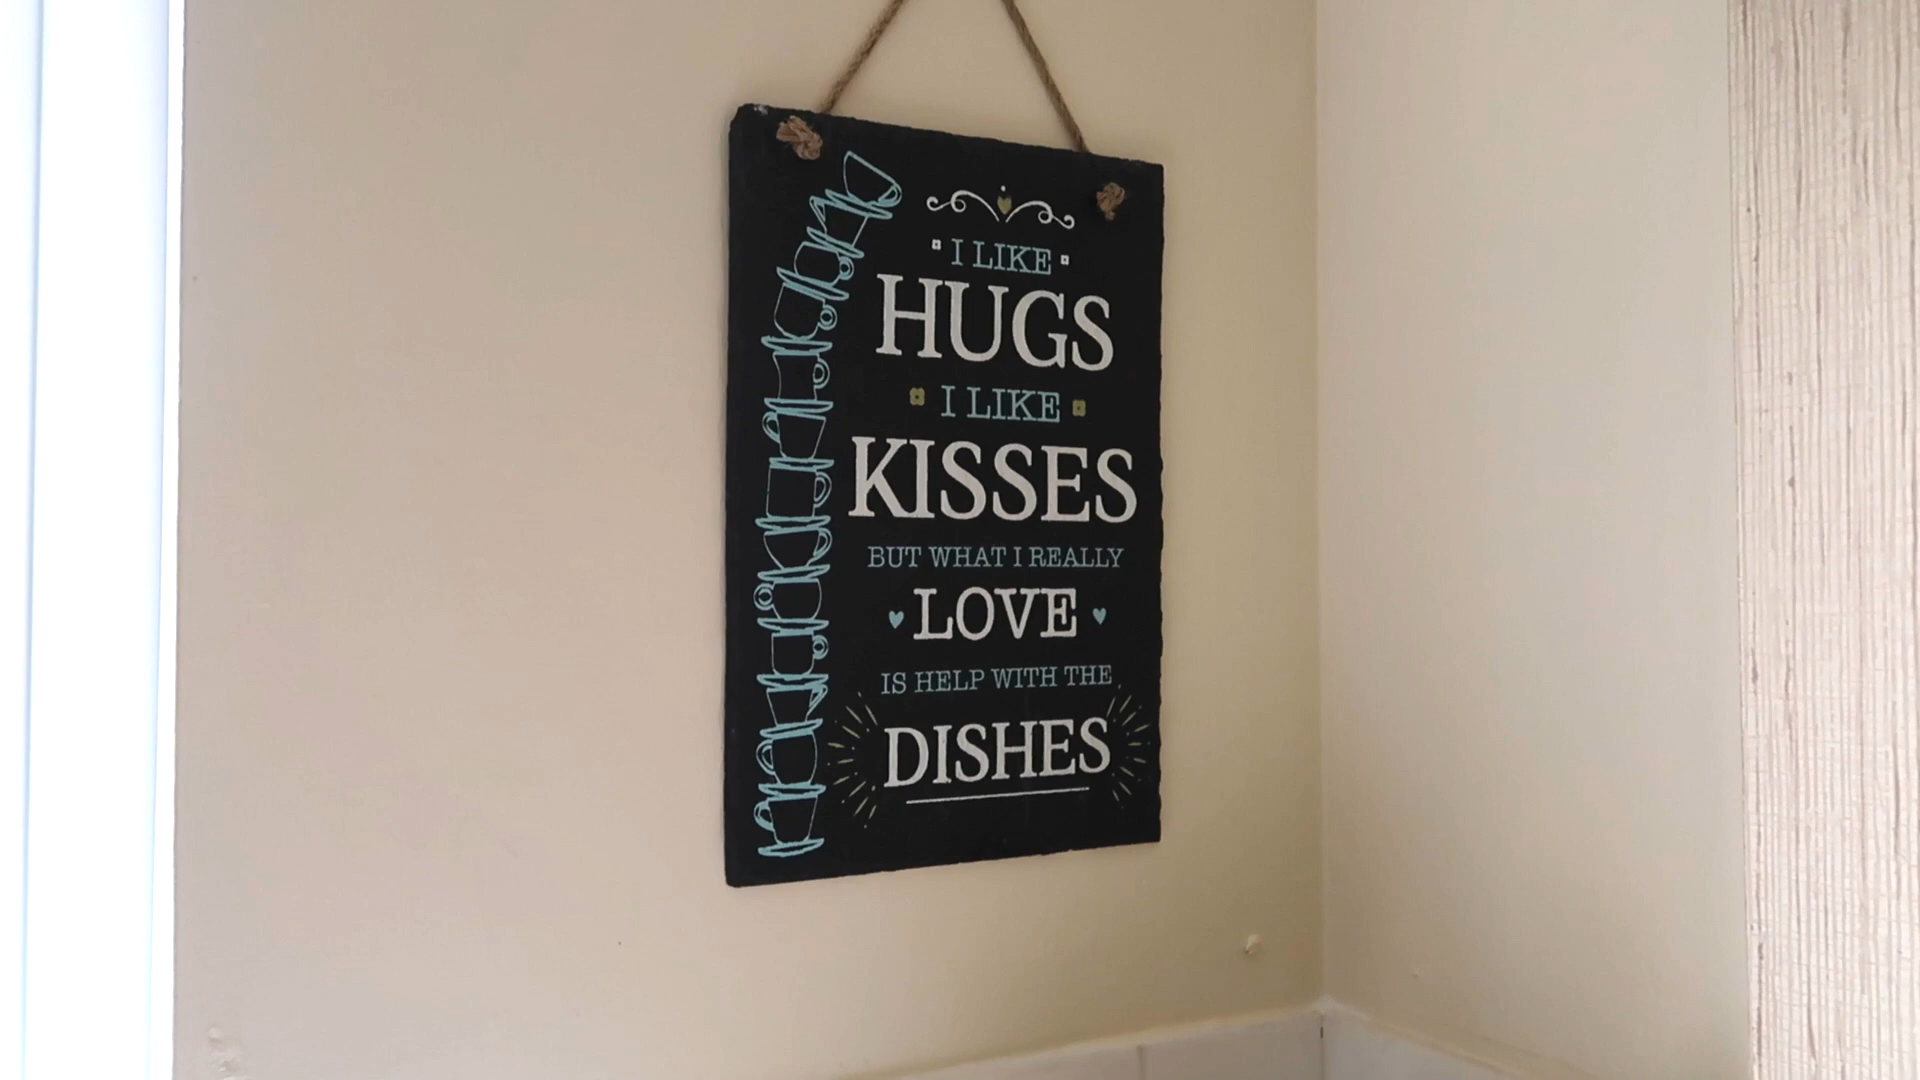 I LIKE
HUGS
I LIKE
KISSES
BUT WHAT I REALLY
LOVE
IS HELP WITH THE
DISHES